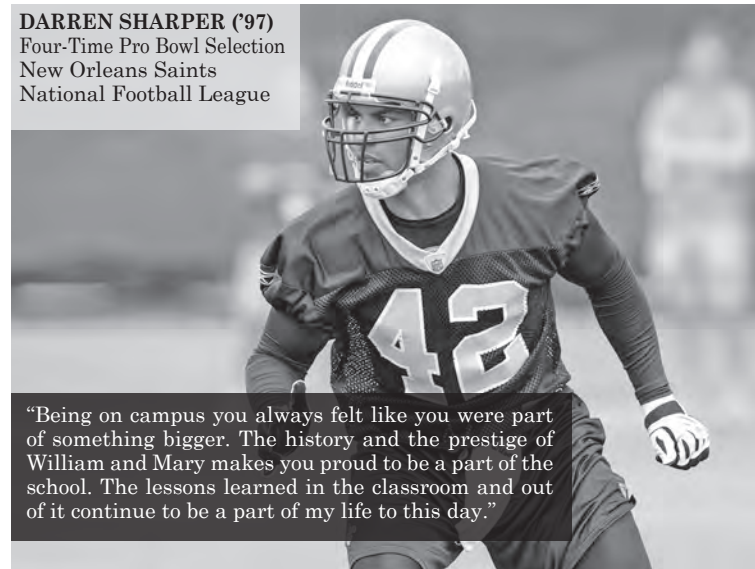 DARREN SHARPER (’97)
Four-Time Pro Bowl Selection
New Orleans Saints
National Football League
42
“Being on campus you always felt like you were part
of something bigger. The history and the prestige of
William and Mary makes you proud to be a part of the
school. The lessons learned in the classroom and out
of it continue to be a part of my life to this day.”